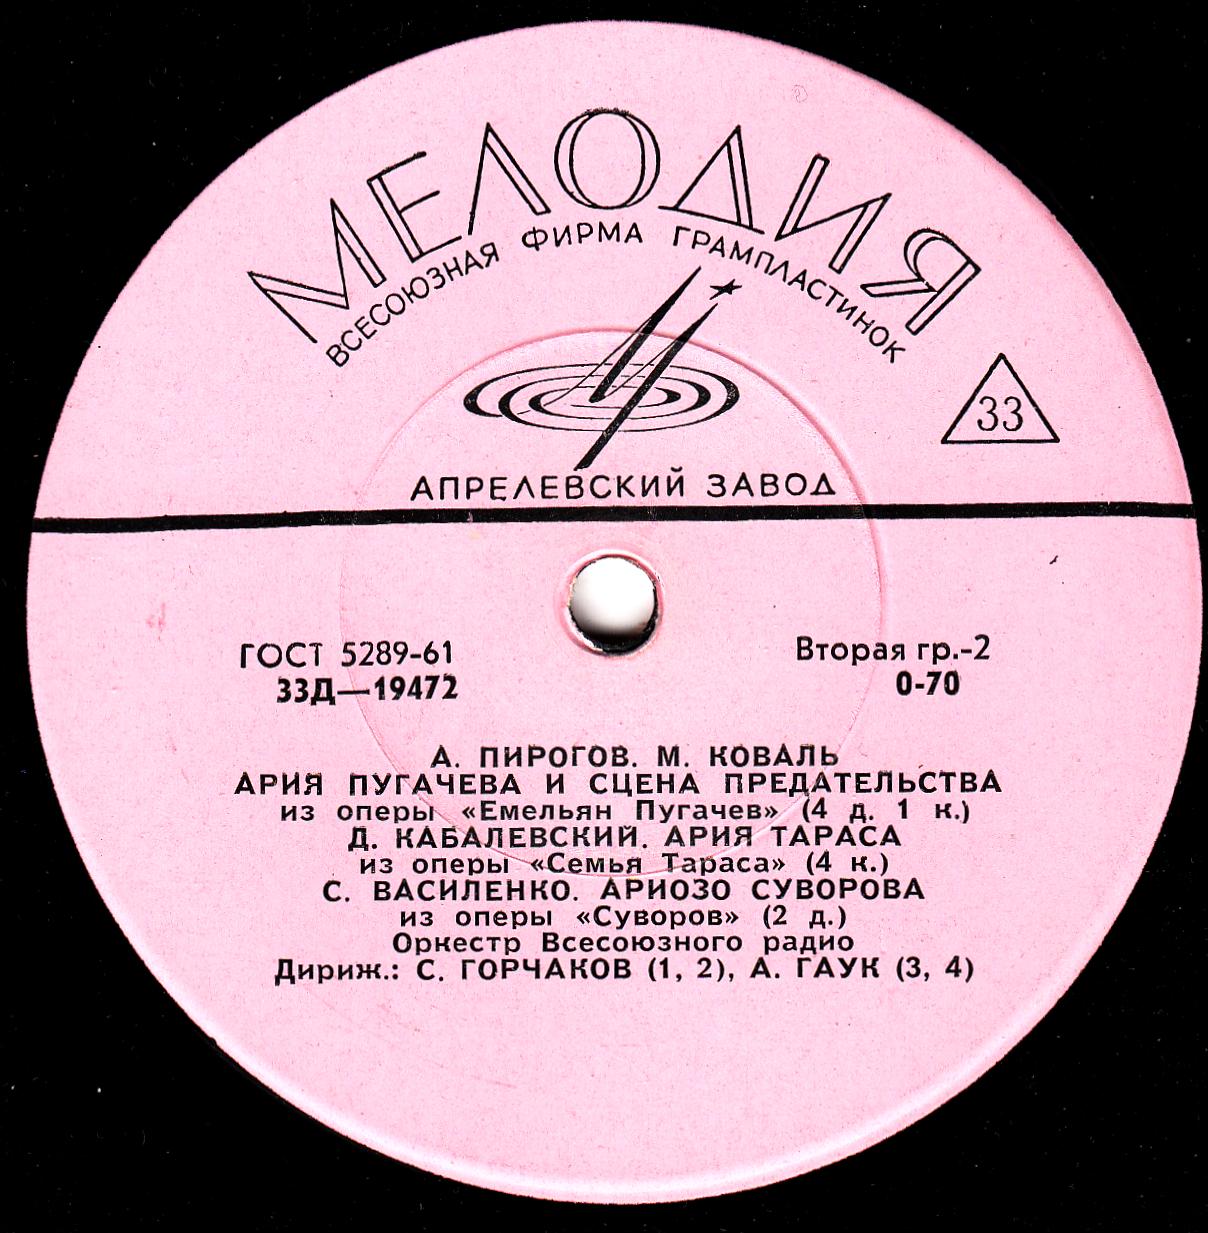 МЕЛОДИЯ
ВСЕСОЮЗНАЯ ФИРМА ГРАМПЛАСТИНОК
33
АПРЕЛЕВСКИЙ ЗАВОД
ГОСТ 5289-61
Вторая гр.-2
33Д—19472
0-70
А. ПИРОГОВ. М. КОВАЛЬ
АРИЯ ПУГАЧЕВА И СЦЕНА ПРЕДАТЕЛЬСТВА
из оперы «Емельян Пугачев» (4 д. 1 к.)
Д. КАБАЛЕВСКИЙ. АРИЯ ТАРАСА
из оперы «Семья Тараса» (4 к.)
С. ВАСИЛЕНКО. АРИОЗО СУВОРОВА
из оперы «Суворов» (2 д.)
Оркестр Всесоюзного радио
Дириж.: С. ГОРЧАКОВ (1, 2), А. ГАУК (3, 4)